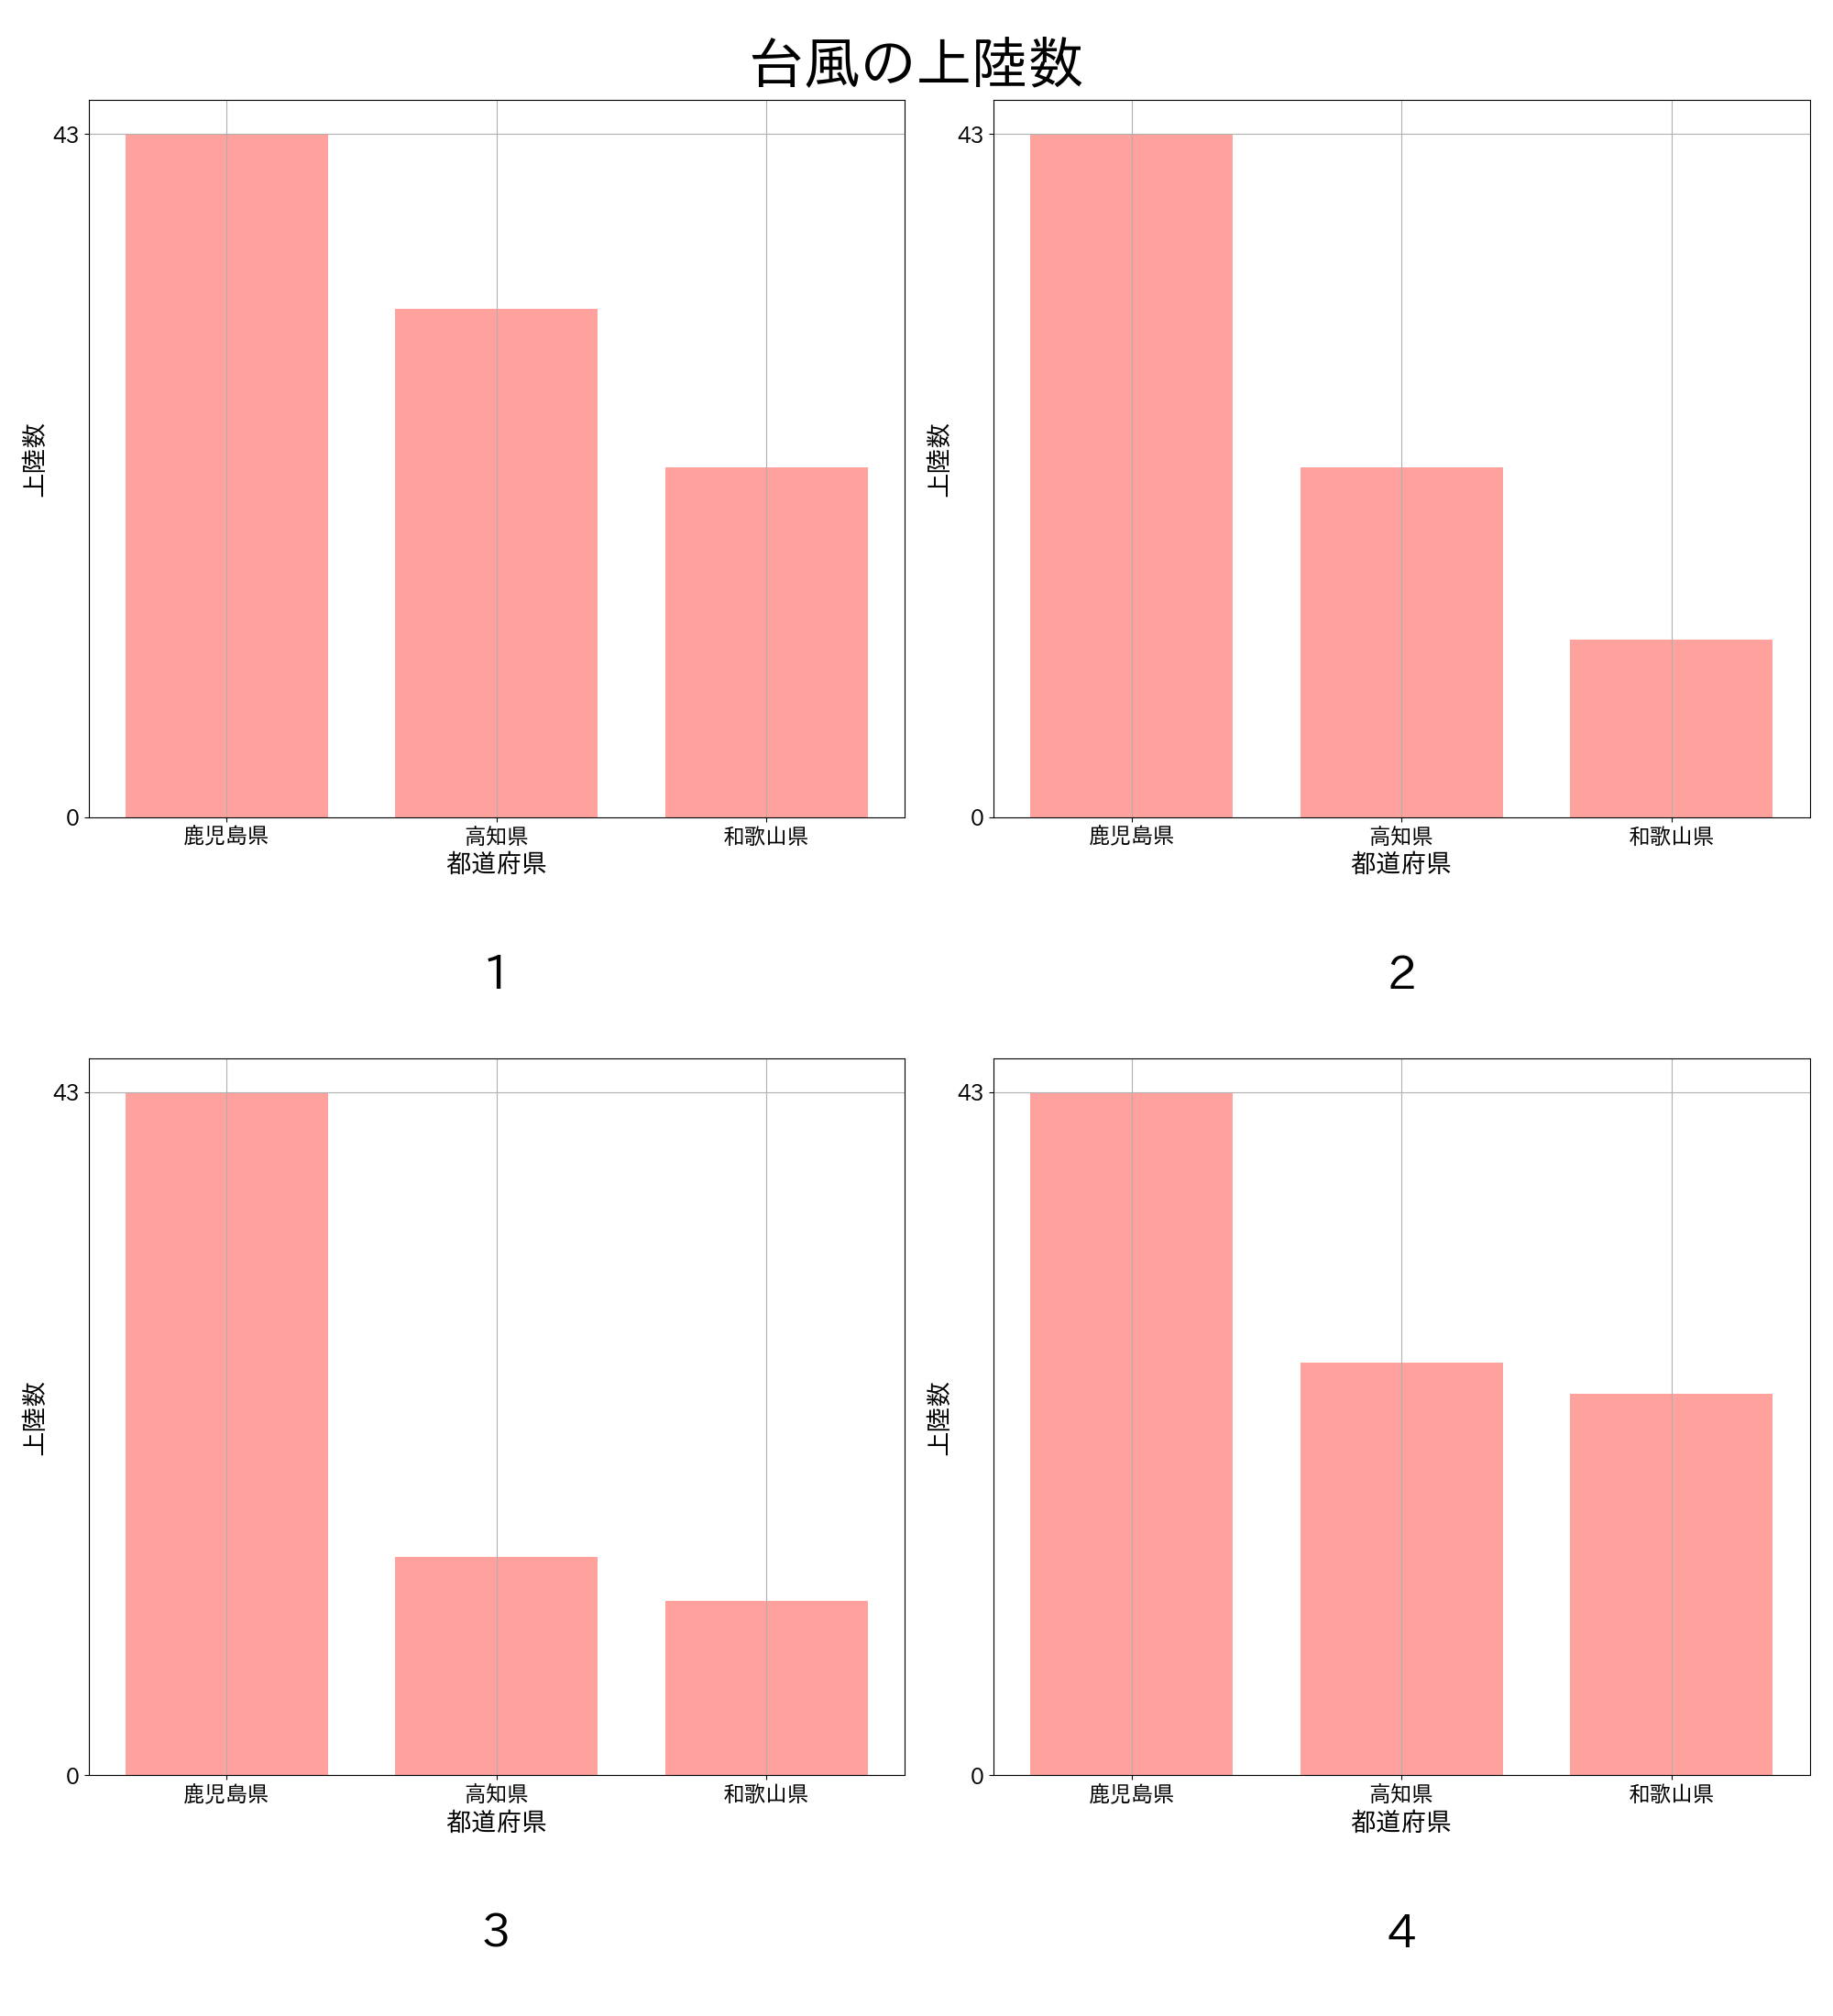 台風の上陸数
43
0
上陸数
鹿児島県 高知県 和歌山県
都道府県
1
43
0
上陸数
鹿児島県 高知県 和歌山県
都道府県
2
43
0
上陸数
鹿児島県 高知県 和歌山県
都道府県
3
43
0
上陸数
鹿児島県 高知県 和歌山県
都道府県
4